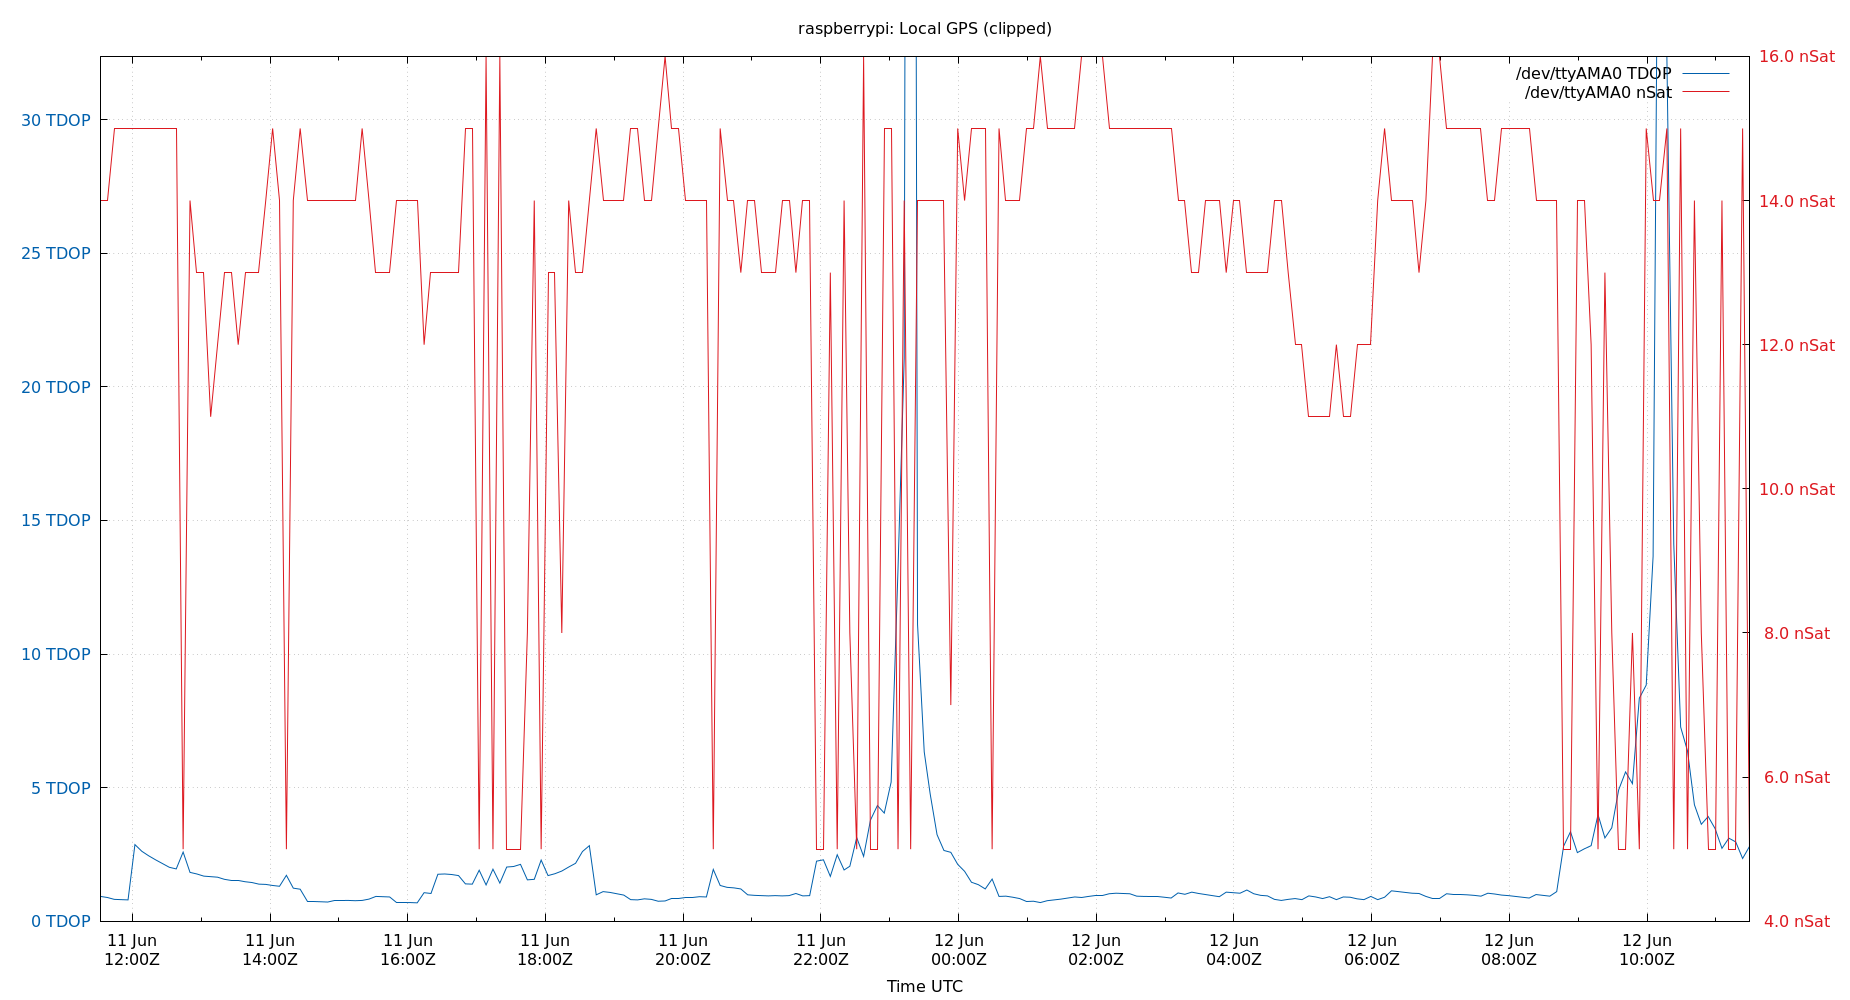 raspberrypi: Local GPS (clipped)
/dev/ttyAMA0 TDOP
/dev/ttyAMA0 nSat
30 TDOP
25 TDOP
20 TDOP
15 TDOP
10 TDOP
5 TDOP
0 TDOP
16.0 nSat
14.0 nSat
12.0 nSat
10.0 nSat
8.0 nSat
6.0 nSat
4.0 nSat
11 Jun
12:00Z
11 Jun
14:00Z
11 Jun
16:00Z
11 Jun
18:00Z
11 Jun
20:00Z
11 Jun
22:00Z
12 Jun
00:00Z
12 Jun
02:00Z
12 Jun
04:00Z
12 Jun
06:00Z
12 Jun
08:00Z
12 Jun
10:00Z
Time UTC